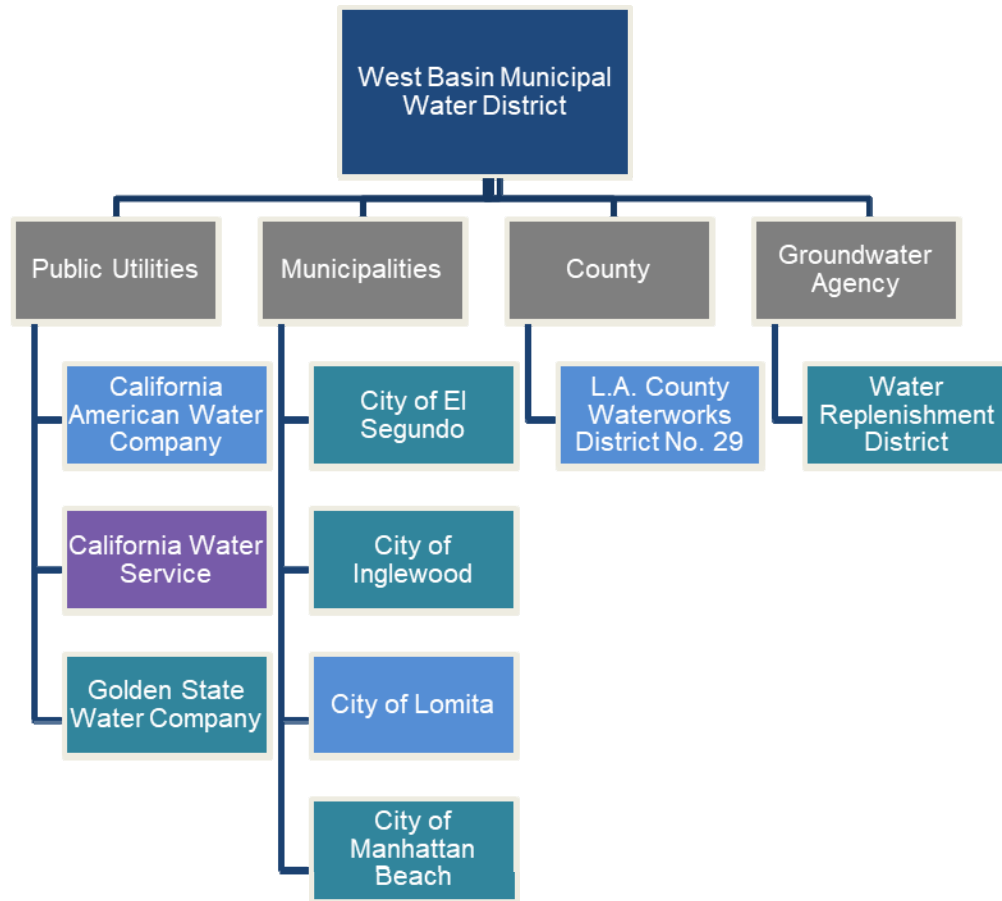 West Basin Municipal
Water District
Public Utilities
Municipalities
County
Groundwater
Agency
California
American Water
Company
City of El
Segundo
L.A. County
Waterworks
District No. 29
Water
Replenishment
District
California Water
Service
City of
Inglewood
Golden State
Water Company
City of Lomita
City of
Manhattan
Beach